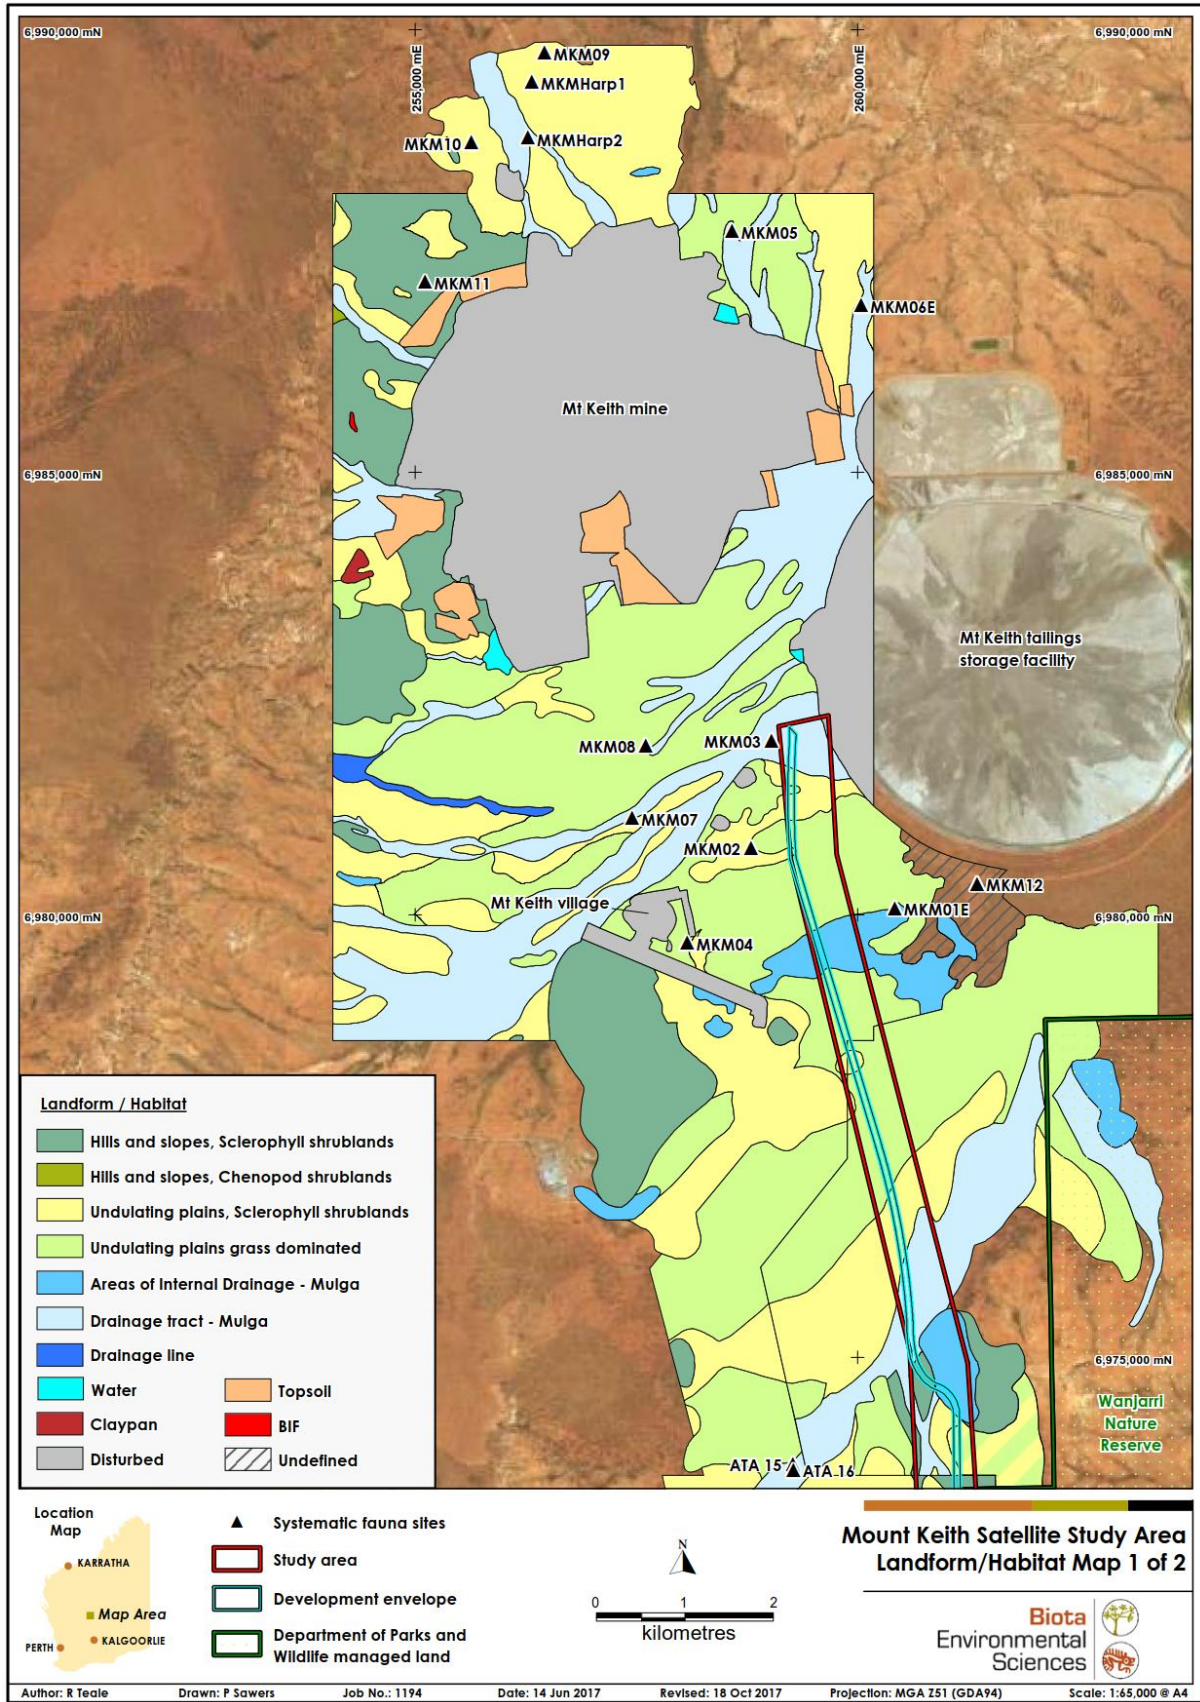 6,990,000 mN
6,990,000 mN
255,000 mE
260,000 mE
MKM09
MKMHarp1
MKM10
MKMHarp2
MKM05
MKM11
MKM06E
Mt Keith mine
6,985,000 mN
6,985,000 mN
Mt Keith tailings
storage facility
MKM08
MKM03
MKM07
MKM02
MKM12
Mt Keith village
MKM01E
6,980,000 mN
6,980,000 mN
MKM04
6,975,000 mN
Wanjarri
Nature
Reserve
ATA 15
ATA 16
Landform / Habitat
Hills and slopes, Sclerophyll shrublands
Hills and slopes, Chenopod shrublands
Undulating plains, Sclerophyll shrublands
Undulating plains grass dominated
Areas of Internal Drainage - Mulga
Drainage tract - Mulga
Drainage line
Water
Topsoil
Claypan
BIF
Disturbed
Undefined
Location
Map
KARRATHA
Map Area
PERTH
KALGOORLIE
Systematic fauna sites
Study area
Development envelope
Department of Parks and
Wildlife managed land
N
0 1 2
kilometres
Mount Keith Satellite Study Area
Landform/Habitat Map 1 of 2
Biota
Environmental
Sciences
Author: R Teale Drawn: P Sawers Job No.: 1194 Date: 14 Jun 2017 Revised: 18 Oct 2017 Projection: MGA Z51 (GDA94) Scale: 1:65,000 @ A4